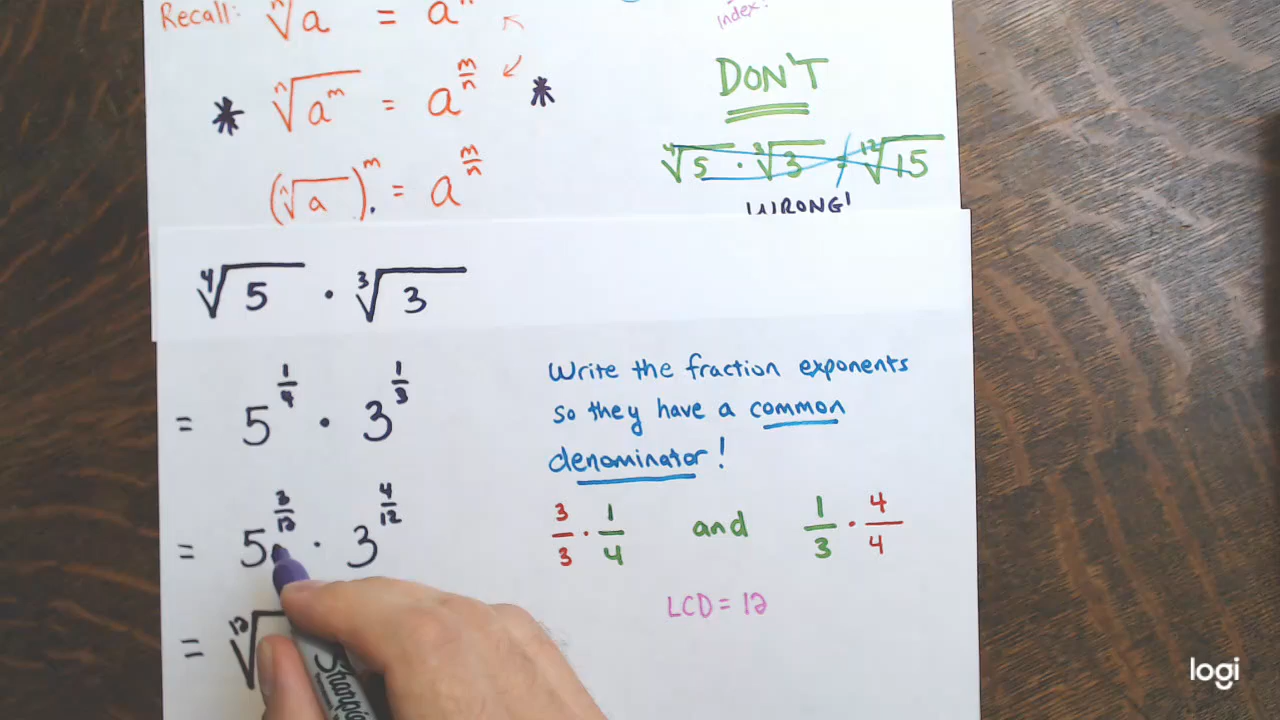 Recall: ⁿ√a = a
Index:
* ⁿ√aᵐ = a^(m/n) *
(ⁿ√a)ᵐ = a^(m/n)
DON'T
⁴√5 · ³√3 = ¹²√15
WRONG!
⁴√5 · ³√3
= 5^(1/4) · 3^(1/3)
= 5^(3/12) · 3^(4/12)
= ¹²√
Write the fraction exponents
so they have a common
denominator!
3/3 · 1/4 and 1/3 · 4/4
LCD = 12
Sharpie
logi